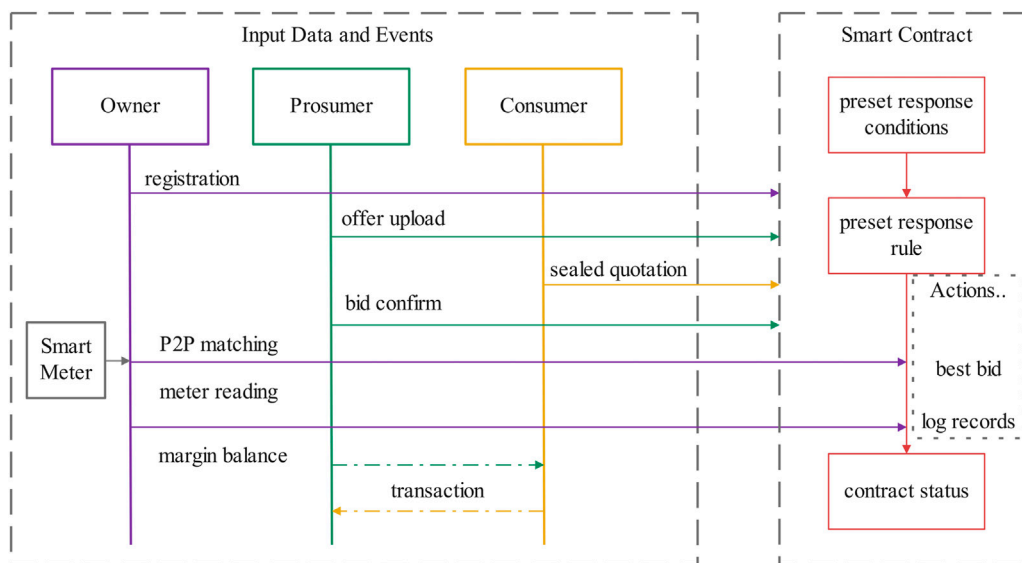 Input Data and Events
Smart Contract
Owner
Prosumer
Consumer
preset response
conditions
registration
offer upload
preset response
rule
sealed quotation
Actions..
bid confirm
Smart
Meter
P2P matching
best bid
meter reading
log records
margin balance
transaction
contract status